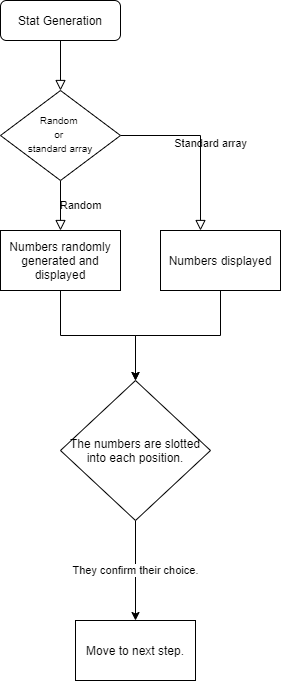 Stat Generation
Random
or
standard array
Standard array
Random
Numbers randomly
generated and
displayed
Numbers displayed
The numbers are slotted
into each position.
They confirm their choice.
Move to next step.